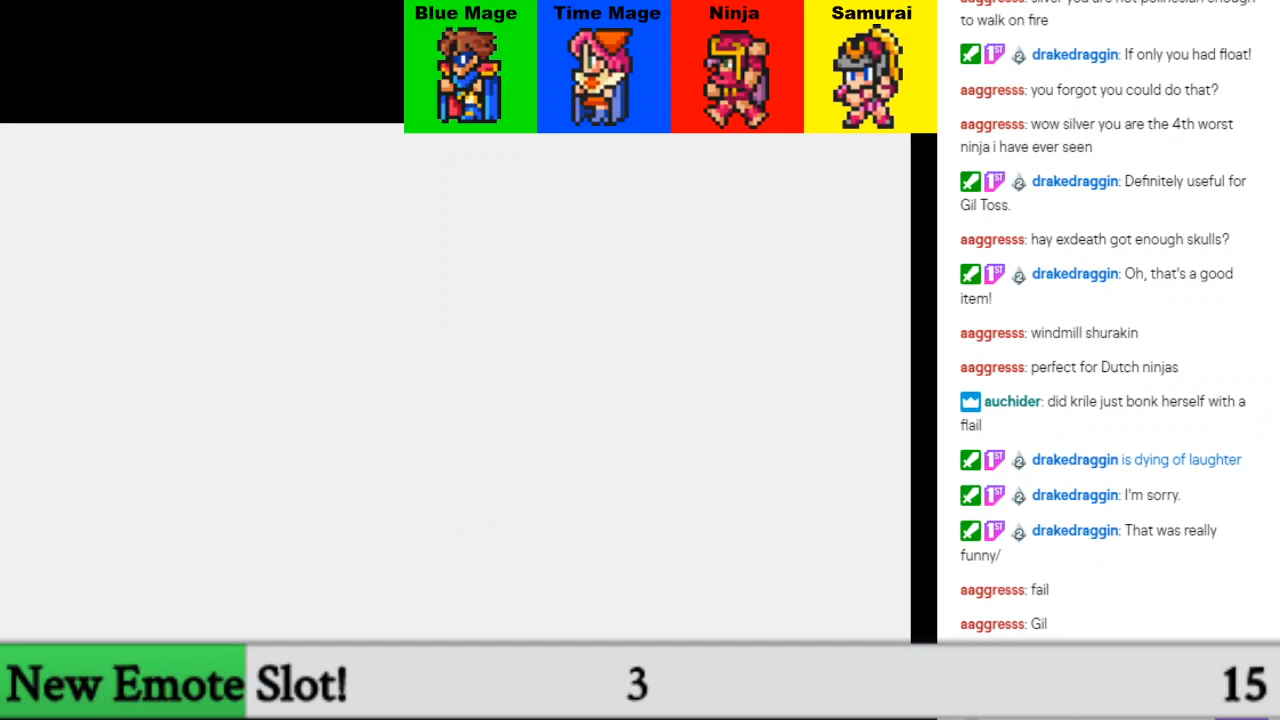 Blue Mage
Time Mage
Ninja
Samurai
to walk on fire
drakedraggin: If only you had float!
aaggresss: you forgot you could do that?
aaggresss: wow silver you are the 4th worst
ninja i have ever seen
drakedraggin: Definitely useful for
Gil Toss.
aaggresss: hay exdeath got enough skulls?
drakedraggin: Oh, that's a good
item!
aaggresss: windmill shurakin
aaggresss: perfect for Dutch ninjas
auchider: did krile just bonk herself with a
flail
drakedraggin is dying of laughter
drakedraggin: I'm sorry.
drakedraggin: That was really
funny/
aaggresss: fail
aaggresss: Gil
New Emote Slot!
3
15